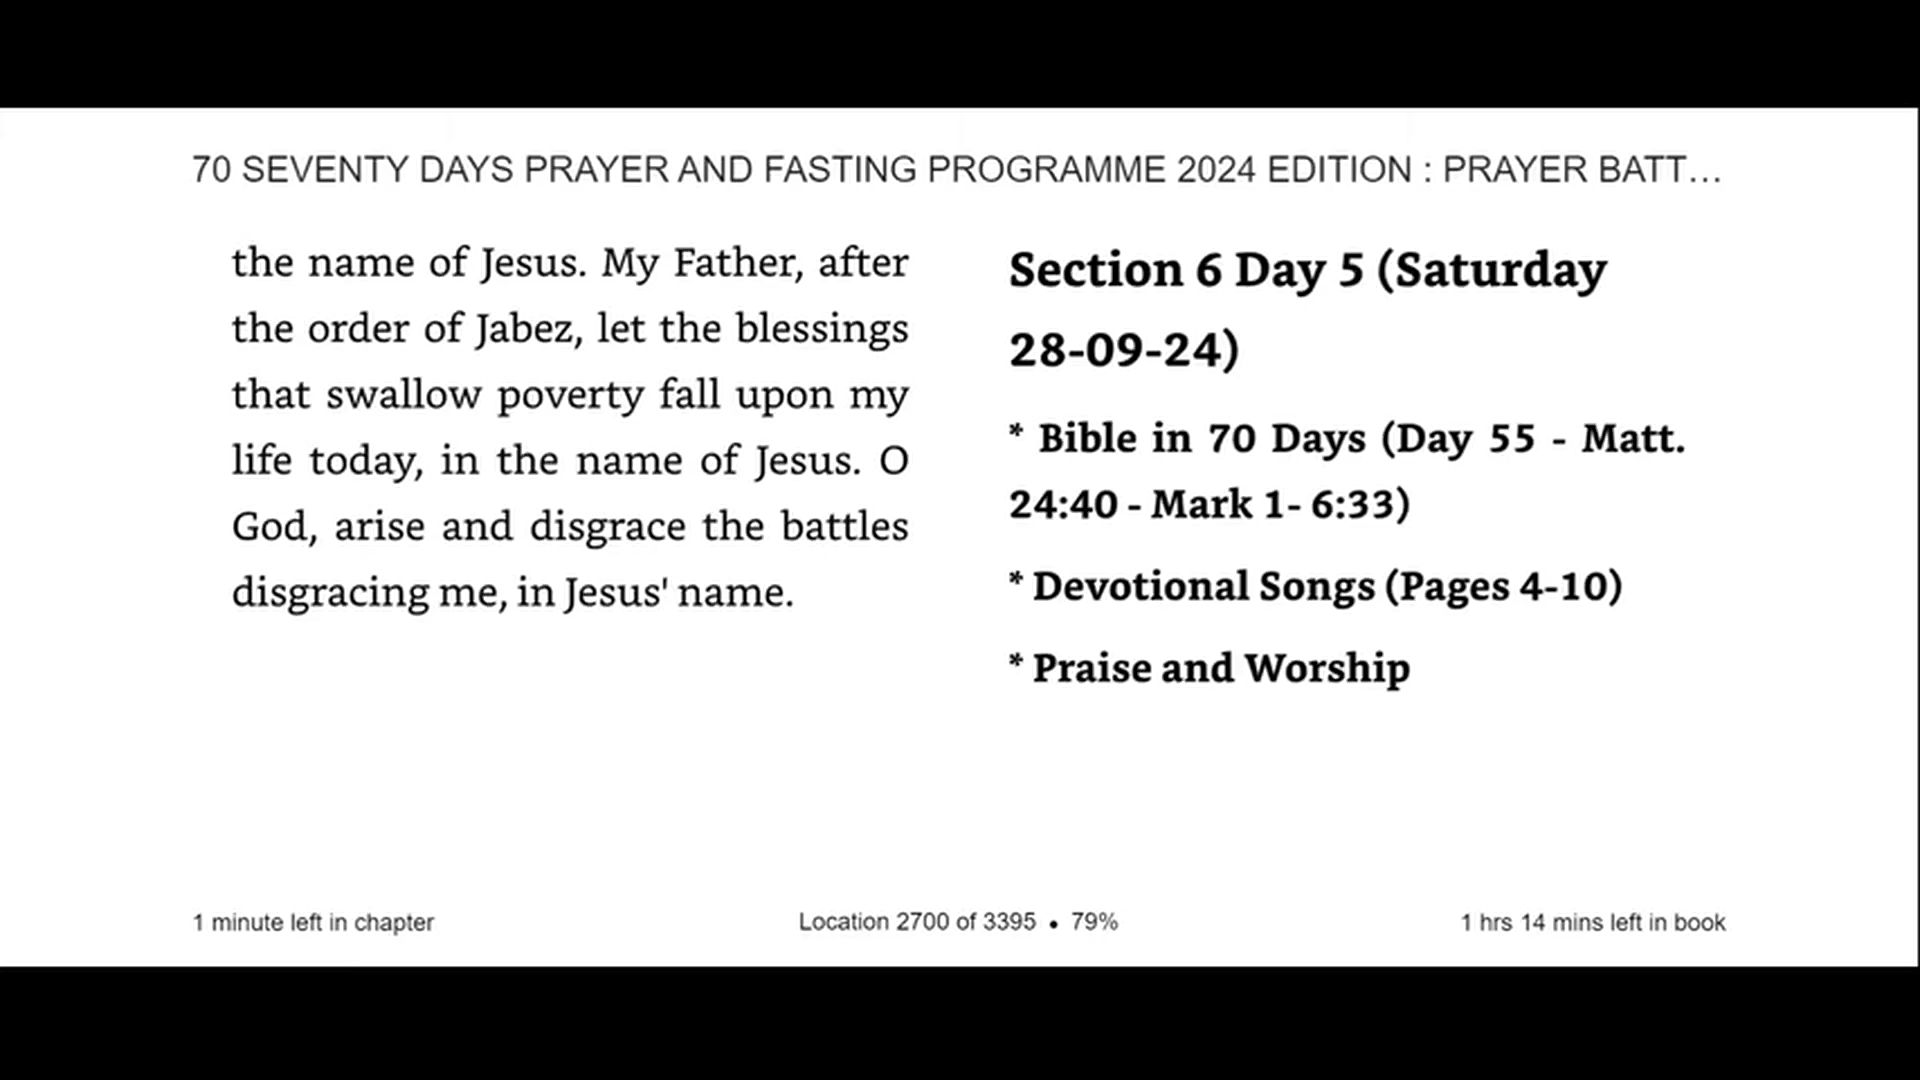 70 SEVENTY DAYS PRAYER AND FASTING PROGRAMME 2024 EDITION : PRAYER BATT...
the name of Jesus. My Father, after
the order of Jabez, let the blessings
that swallow poverty fall upon my
life today, in the name of Jesus. O
God, arise and disgrace the battles
disgracing me, in Jesus' name.
Section 6 Day 5 (Saturday
28-09-24)
* Bible in 70 Days (Day 55 - Matt.
24:40 - Mark 1- 6:33)
* Devotional Songs (Pages 4-10)
* Praise and Worship
1 minute left in chapter
Location 2700 of 3395 • 79%
1 hrs 14 mins left in book